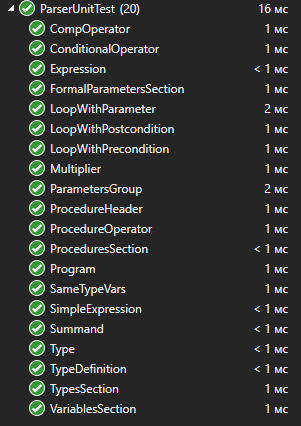 ParserUnitTest (20) 16 мс
CompOperator 1 мс
ConditionalOperator 1 мс
Expression < 1 мс
FormalParametersSection 1 мс
LoopWithParameter 2 мс
LoopWithPostcondition 1 мс
LoopWithPrecondition 1 мс
Multiplier 1 мс
ParametersGroup 2 мс
ProcedureHeader 1 мс
ProcedureOperator 1 мс
ProceduresSection < 1 мс
Program 1 мс
SameTypeVars 1 мс
SimpleExpression < 1 мс
Summand < 1 мс
Type < 1 мс
TypeDefinition < 1 мс
TypesSection 1 мс
VariablesSection 1 мс